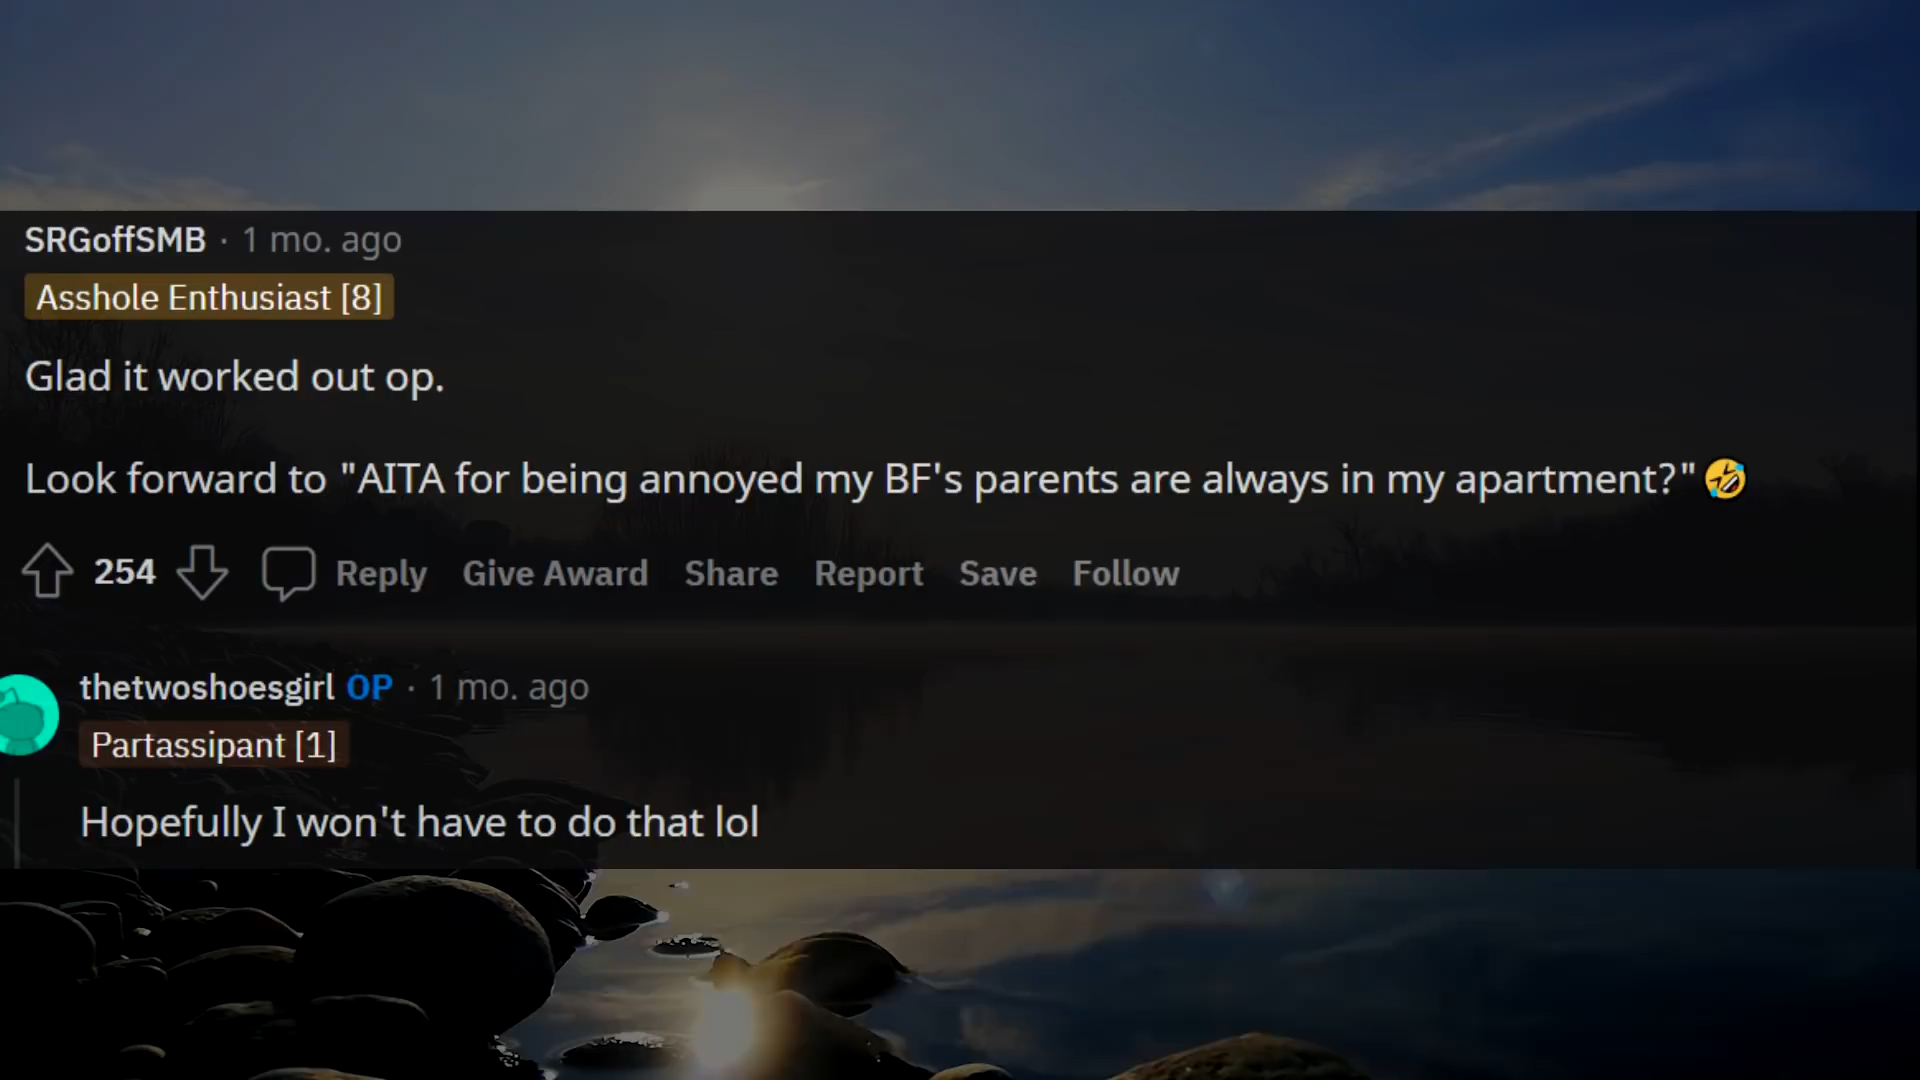 SRGoffSMB · 1 mo. ago
Asshole Enthusiast [8]
Glad it worked out op.
Look forward to "AITA for being annoyed my BF's parents are always in my apartment?"🤣
254 Reply Give Award Share Report Save Follow
thetwoshoesgirl OP · 1 mo. ago
Partassipant [1]
Hopefully I won't have to do that lol